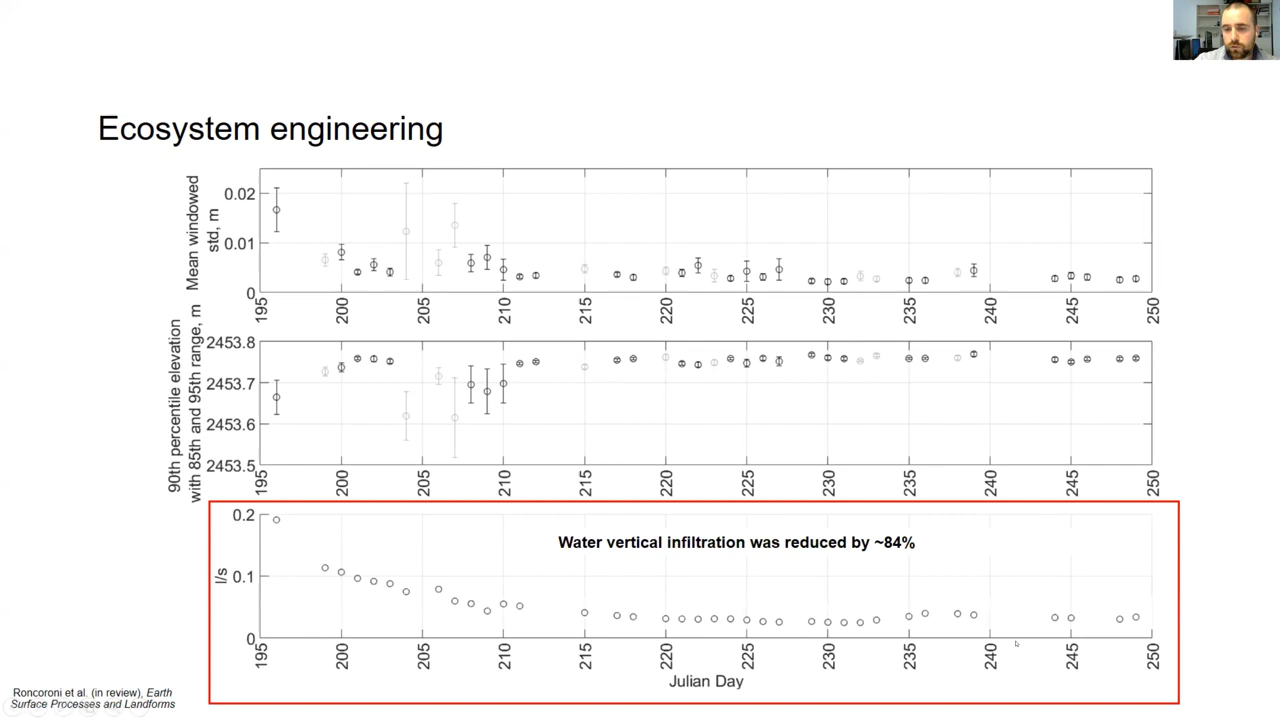 Ecosystem engineering
Mean windowed
std, m
0.02
0.01
0
195 200 205 210 215 220 225 230 235 240 245 250
90th percentile elevation
with 85th and 95th range, m
2453.8
2453.7
2453.6
2453.5
195 200 205 210 215 220 225 230 235 240 245 250
Water vertical infiltration was reduced by ~84%
l/s
0.2
0.1
0
195 200 205 210 215 220 225 230 235 240 245 250
Julian Day
Roncoroni et al. (in review), Earth
Surface Processes and Landforms